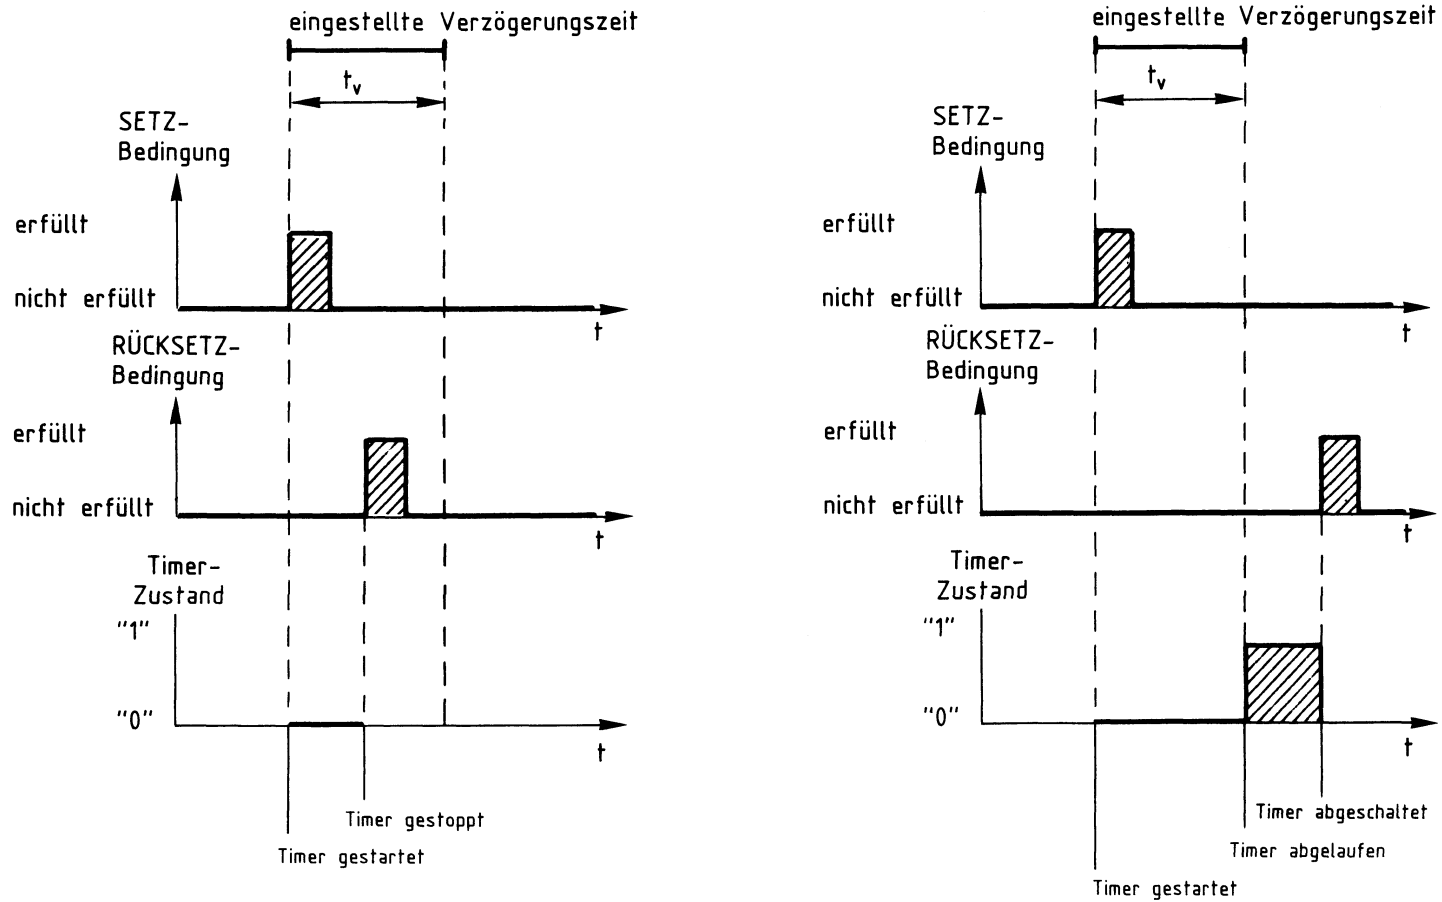 eingestellte Verzögerungszeit
tv
SETZ-
Bedingung
erfüllt
nicht erfüllt
t
RÜCKSETZ-
Bedingung
erfüllt
nicht erfüllt
t
Timer-
Zustand
"1"
"0"
t
Timer gestoppt
Timer gestartet
eingestellte Verzögerungszeit
tv
SETZ-
Bedingung
erfüllt
nicht erfüllt
t
RÜCKSETZ-
Bedingung
erfüllt
nicht erfüllt
t
Timer-
Zustand
"1"
"0"
t
Timer abgeschaltet
Timer abgelaufen
Timer gestartet